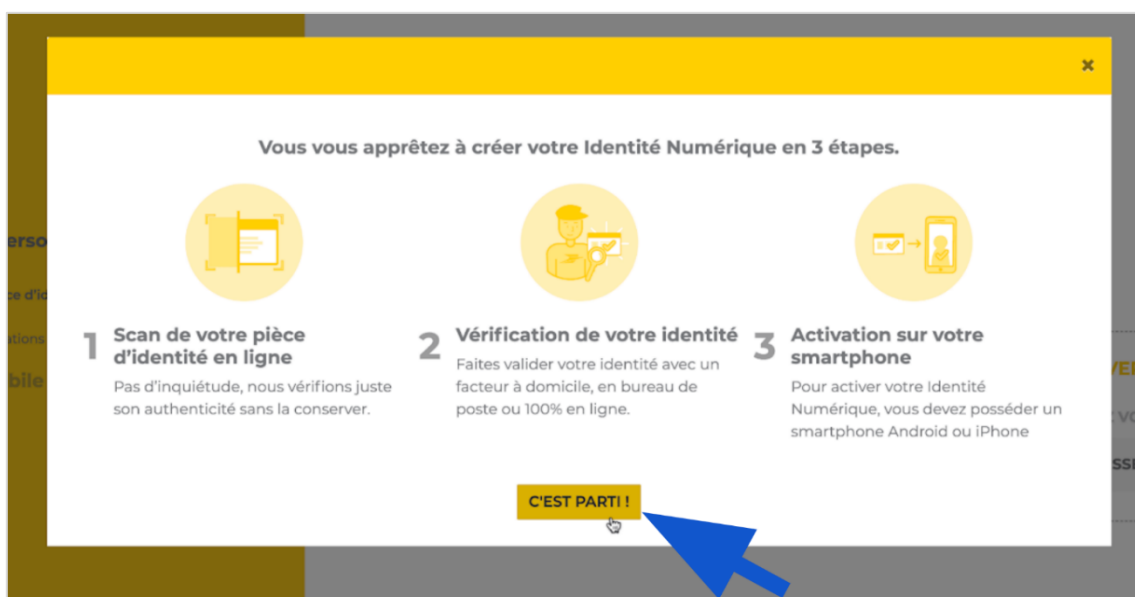 ×
Vous vous apprêtez à créer votre Identité Numérique en 3 étapes.
1
Scan de votre pièce
d'identité en ligne
Pas d'inquiétude, nous vérifions juste
son authenticité sans la conserver.
2
Vérification de votre identité
Faites valider votre identité avec un
facteur à domicile, en bureau de
poste ou 100% en ligne.
3
Activation sur votre
smartphone
Pour activer votre Identité
Numérique, vous devez posséder un
smartphone Android ou iPhone
C'EST PARTI !